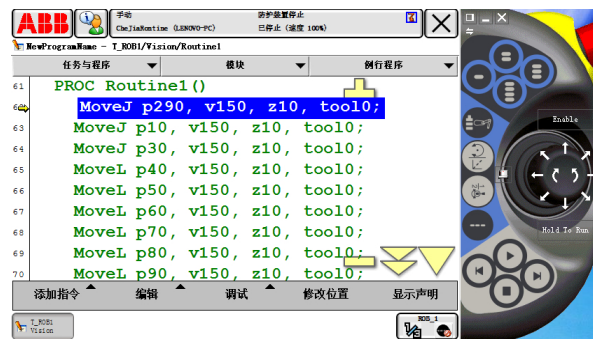 ABB
手动
CheJiaRontine (LENOVO-PC)
防护装置停止
已停止 (速度 100%)
NewProgramName - T_ROB1/Vision/Routine1
任务与程序
模块
例行程序
61 PROC Routine1()
62 MoveJ p290, v150, z10, tool0;
63 MoveJ p10, v150, z10, tool0;
64 MoveJ p30, v150, z10, tool0;
65 MoveL p40, v150, z10, tool0;
66 MoveL p50, v150, z10, tool0;
67 MoveL p60, v150, z10, tool0;
68 MoveL p70, v150, z10, tool0;
69 MoveL p80, v150, z10, tool0;
70 MoveL p90, v150, z10, tool0;
添加指令
编辑
调试
修改位置
显示声明
T_ROB1
Vision
ROB_1
1/3
Enable
Hold To Run